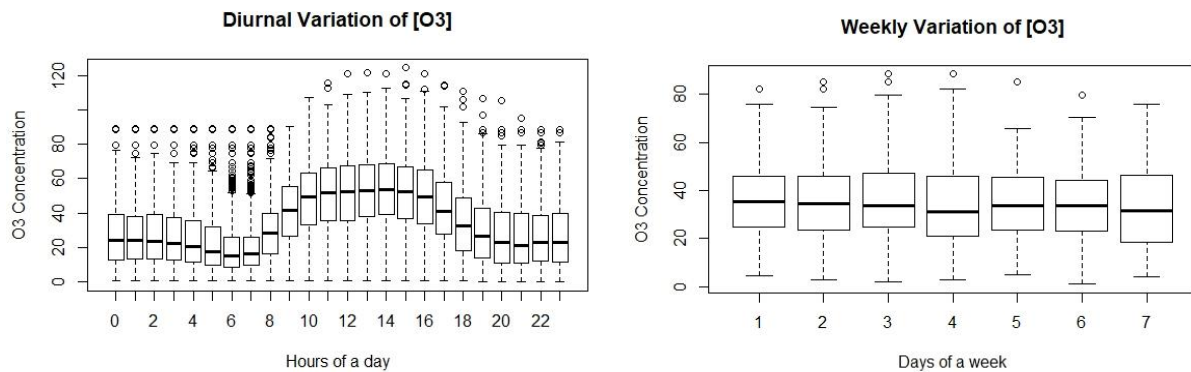 Diurnal Variation of [O3]
O3 Concentration
120
80
60
40
20
0
0 2 4 6 8 10 12 14 16 18 20 22
Hours of a day
Weekly Variation of [O3]
O3 Concentration
80
60
40
20
0
1 2 3 4 5 6 7
Days of a week